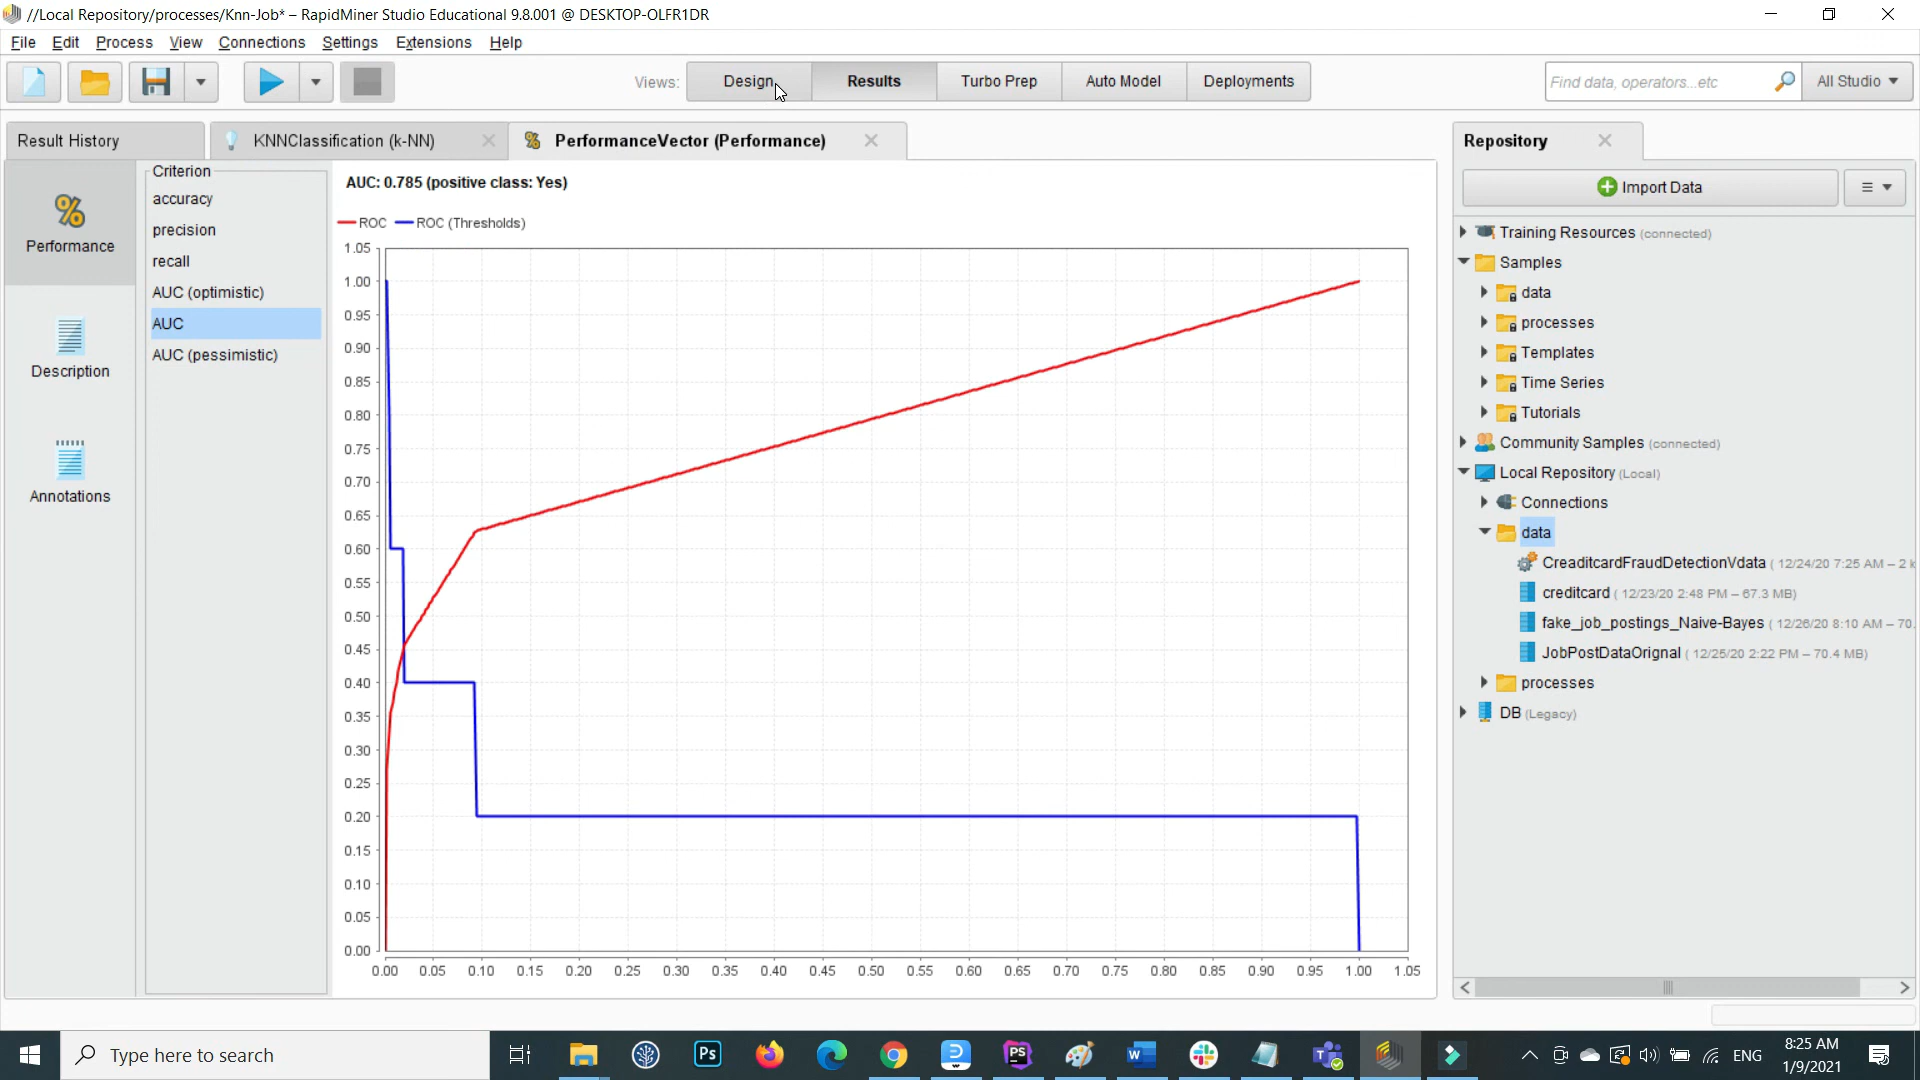 //Local Repository/processes/Knn-Job* – RapidMiner Studio Educational 9.8.001 @ DESKTOP-OLFR1DR
File Edit Process View Connections Settings Extensions Help
Views: Design Results Turbo Prep Auto Model Deployments
Find data, operators...etc
All Studio
Result History
KNNClassification (k-NN)
PerformanceVector (Performance)
%
Performance
Description
Annotations
Criterion
accuracy
precision
recall
AUC (optimistic)
AUC
AUC (pessimistic)
AUC: 0.785 (positive class: Yes)
ROC ROC (Thresholds)
1.05
1.00
0.95
0.90
0.85
0.80
0.75
0.70
0.65
0.60
0.55
0.50
0.45
0.40
0.35
0.30
0.25
0.20
0.15
0.10
0.05
0.00
0.00 0.05 0.10 0.15 0.20 0.25 0.30 0.35 0.40 0.45 0.50 0.55 0.60 0.65 0.70 0.75 0.80 0.85 0.90 0.95 1.00 1.05
Repository
Import Data
Training Resources (connected)
Samples
data
processes
Templates
Time Series
Tutorials
Community Samples (connected)
Local Repository (Local)
Connections
data
CreaditcardFraudDetectionVdata ( 12/24/20 7:25 AM – 2 k
creditcard ( 12/23/20 2:48 PM – 67.3 MB)
fake_job_postings_Naive-Bayes ( 12/26/20 8:10 AM – 70.
JobPostDataOrignal ( 12/25/20 2:22 PM – 70.4 MB)
processes
DB (Legacy)
Type here to search
Ps
PS
W
ENG
8:25 AM
1/9/2021